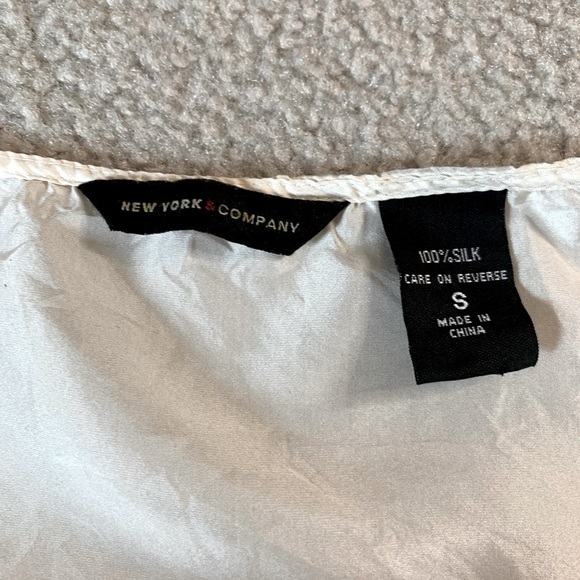 NEW YORK & COMPANY
100% SILK
CARE ON REVERSE
S
MADE IN
CHINA